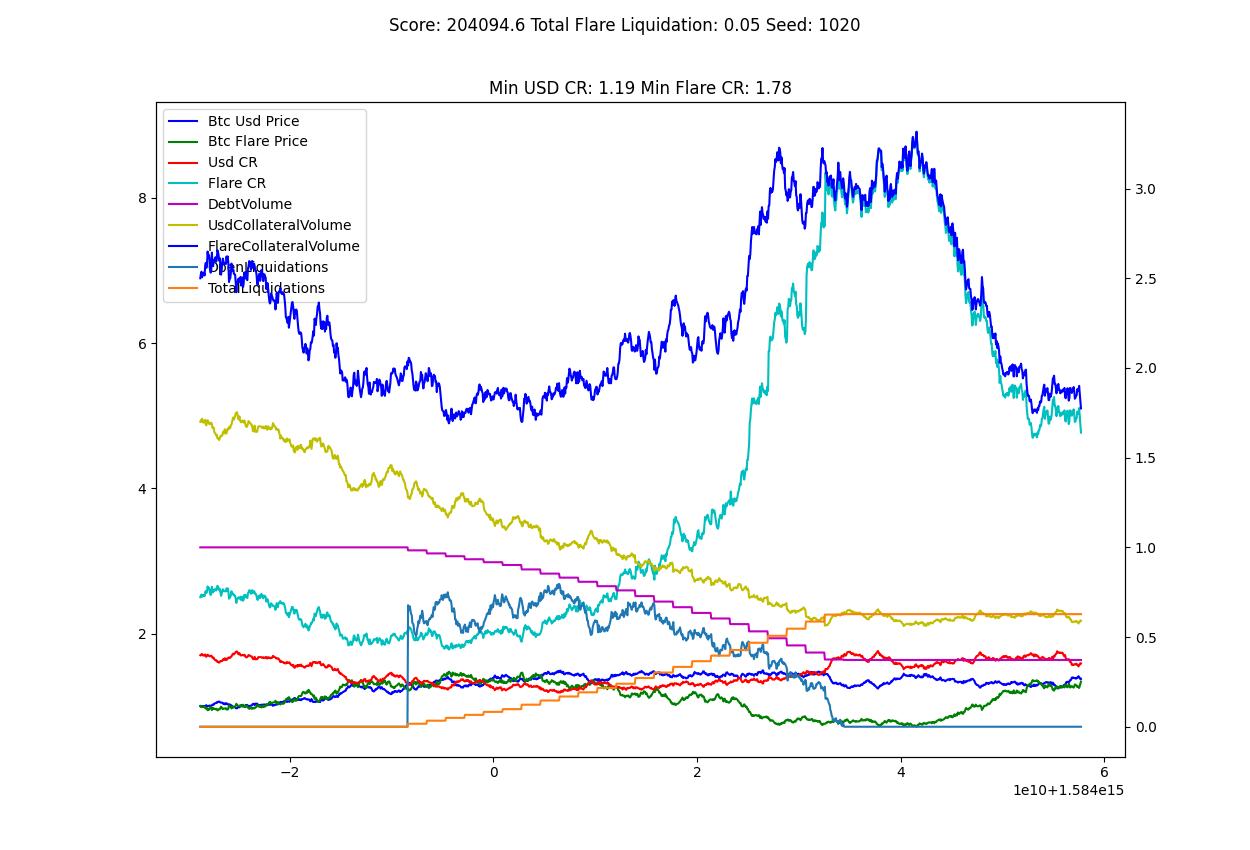 Score: 204094.6 Total Flare Liquidation: 0.05 Seed: 1020
Min USD CR: 1.19 Min Flare CR: 1.78
Btc Usd Price
Btc Flare Price
Usd CR
Flare CR
DebtVolume
UsdCollateralVolume
FlareCollateralVolume
OpenLiquidations
TotalLiquidations
8
6
4
2
3.0
2.5
2.0
1.5
1.0
0.5
0.0
−2
0
2
4
6
1e10+1.584e15